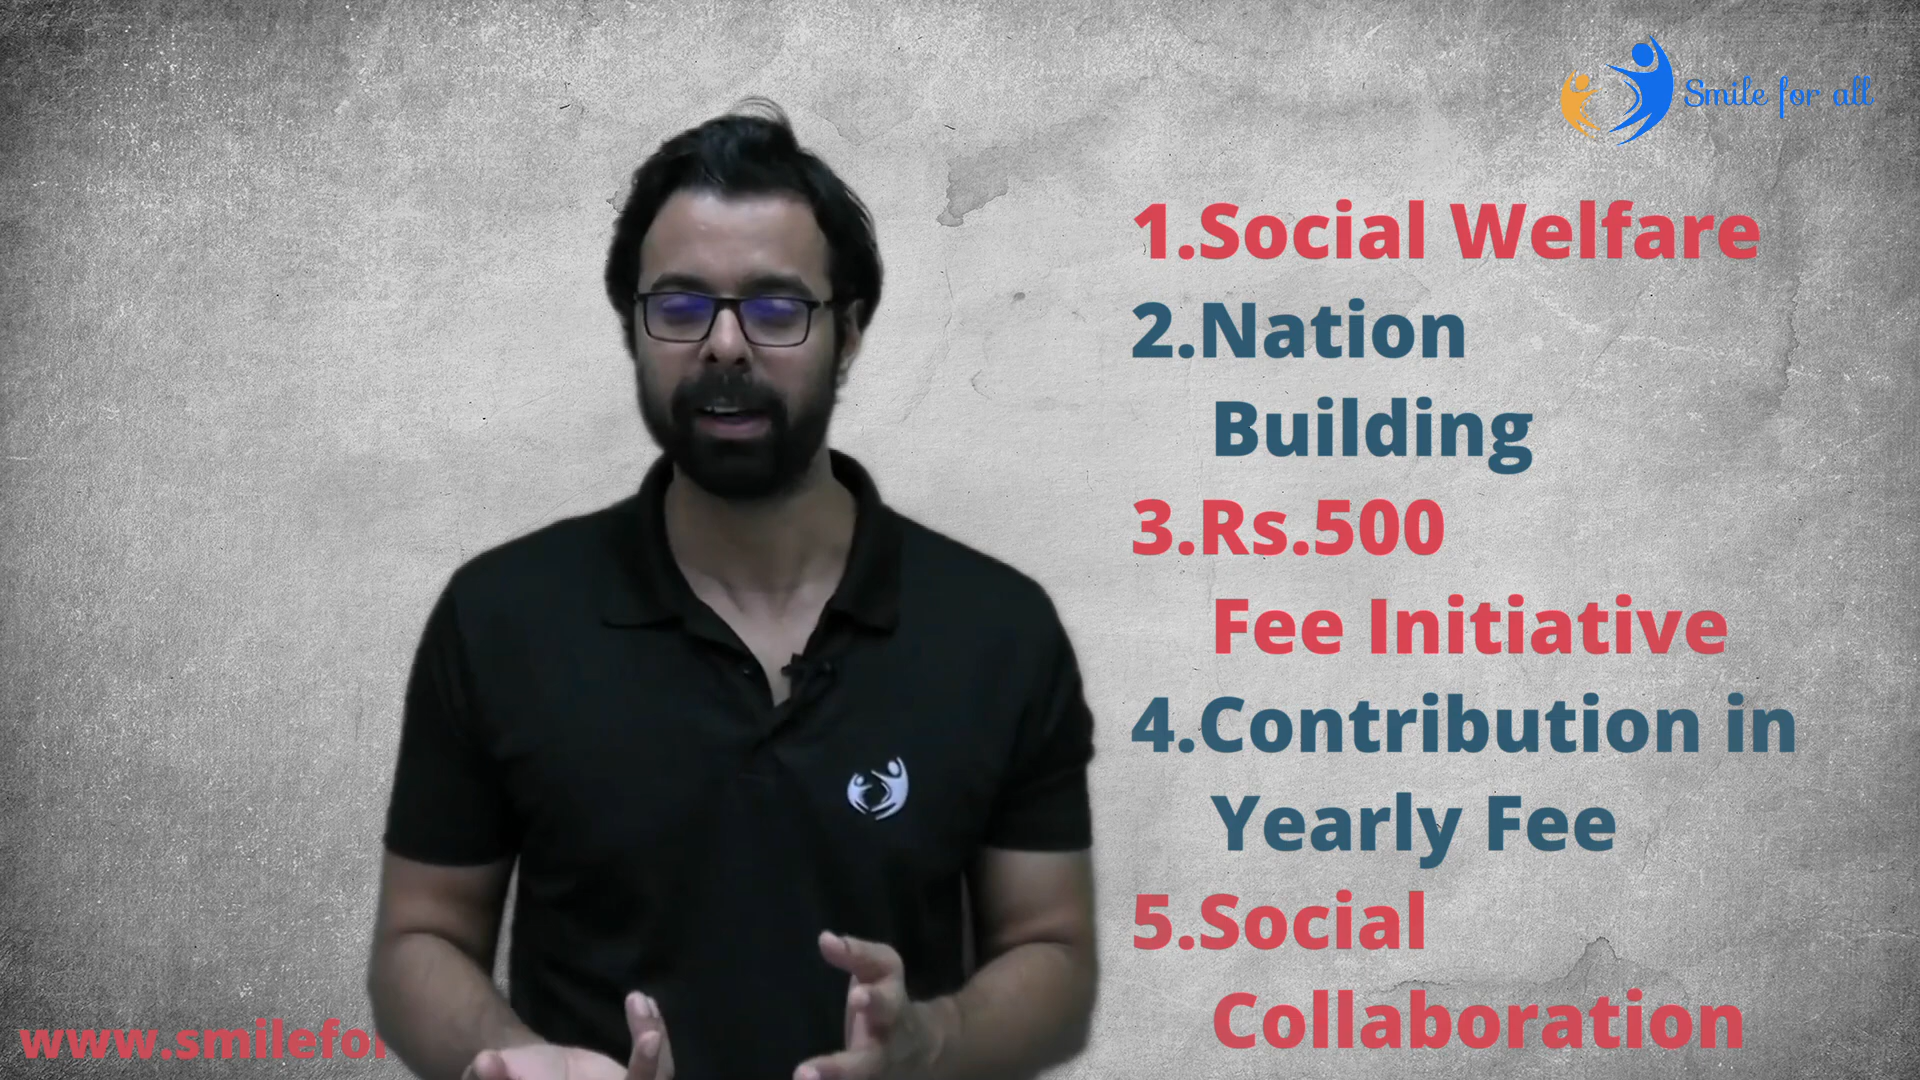 Smile for all
1.Social Welfare
2.Nation
Building
3.Rs.500
Fee Initiative
4.Contribution in
Yearly Fee
5.Social
Collaboration
www.smilefor